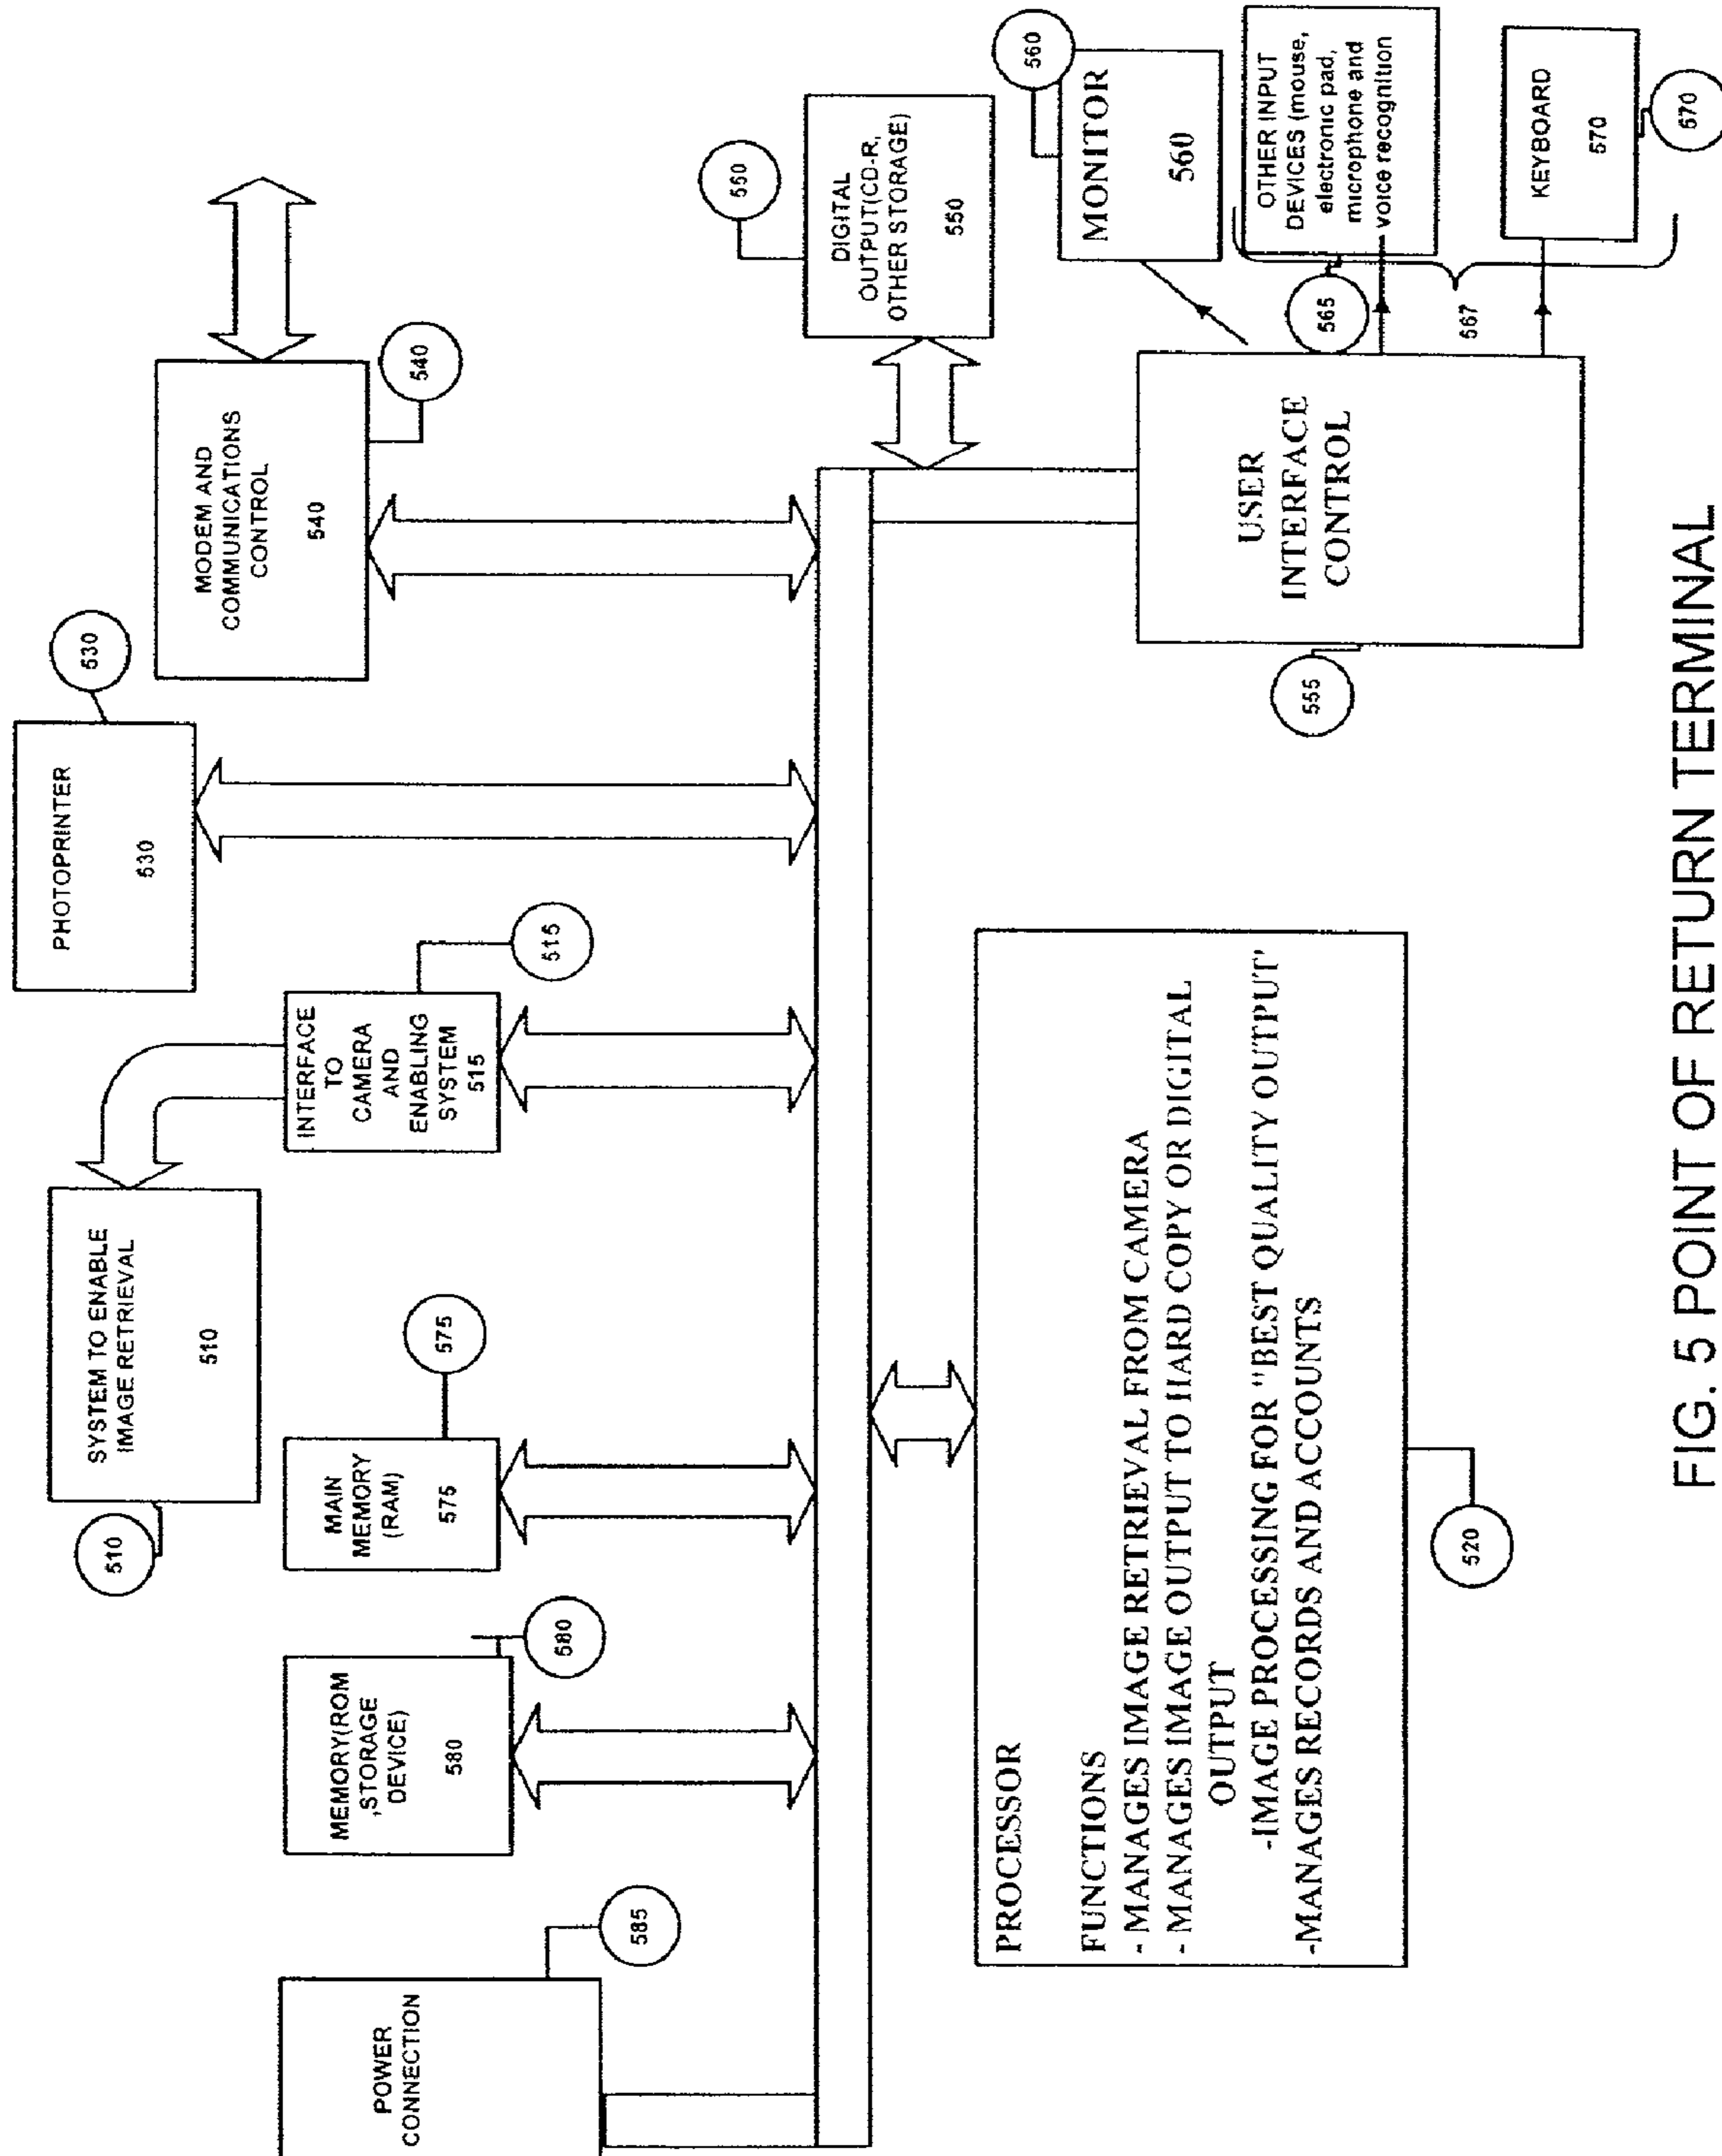 PHOTOPRINTER
530
530
SYSTEM TO ENABLE
IMAGE RETRIEVAL
510
510
MODEM AND
COMMUNICATIONS
CONTROL
540
540
POWER
CONNECTION
585
MEMORY(ROM
,STORAGE
DEVICE)
580
580
MAIN
MEMORY
(RAM)
575
575
INTERFACE
TO
CAMERA
AND
ENABLING
SYSTEM
515
515
DIGITAL
OUTPUT(CD-R,
OTHER STORAGE)
550
550
PROCESSOR
FUNCTIONS
- MANAGES IMAGE RETRIEVAL FROM CAMERA
- MANAGES IMAGE OUTPUT TO HARD COPY OR DIGITAL
OUTPUT
-IMAGE PROCESSING FOR "BEST QUALITY OUTPUT'
-MANAGES RECORDS AND ACCOUNTS
520
USER
INTERFACE
CONTROL
555
MONITOR
560
560
OTHER INPUT
DEVICES (mouse,
electronic pad,
microphone and
voice recognition
565
567
KEYBOARD
570
570
FIG. 5 POINT OF RETURN TERMINAL